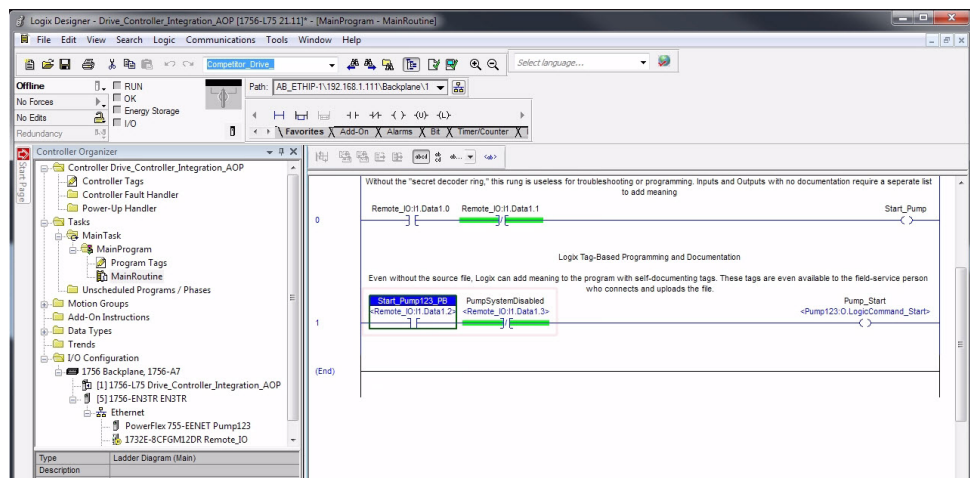 Logix Designer - Drive_Controller_Integration_AOP [1756-L75 21.11]* - [MainProgram - MainRoutine]
File Edit View Search Logic Communications Tools Window Help
Competitor_Drive_
Select language...
Offline
RUN
Path: AB_ETHIP-1\192.168.1.111\Backplane\1
No Forces
OK
Energy Storage
No Edits
I/O
Redundancy
Favorites Add-On Alarms Bit Timer/Counter
Start Page
Controller Organizer
Controller Drive_Controller_Integration_AOP
Controller Tags
Controller Fault Handler
Power-Up Handler
Tasks
MainTask
MainProgram
Program Tags
MainRoutine
Unscheduled Programs / Phases
Motion Groups
Add-On Instructions
Data Types
Trends
I/O Configuration
1756 Backplane, 1756-A7
[1] 1756-L75 Drive_Controller_Integration_AOP
[5] 1756-EN3TR EN3TR
Ethernet
PowerFlex 755-EENET Pump123
1732E-8CFGM12DR Remote_IO
Type Ladder Diagram (Main)
Description
Without the "secret decoder ring," this rung is useless for troubleshooting or programming. Inputs and Outputs with no documentation require a seperate list
to add meaning
Remote_IO:I1.Data1.0 Remote_IO:I1.Data1.1 Start_Pump
0
Logix Tag-Based Programming and Documentation
Even without the source file, Logix can add meaning to the program with self-documenting tags. These tags are even available to the field-service person
who connects and uploads the file.
Start_Pump123_PB PumpSystemDisabled Pump_Start
<Remote_IO:I1.Data1.2> <Remote_IO:I1.Data1.3> <Pump123:O.LogicCommand_Start>
1
(End)